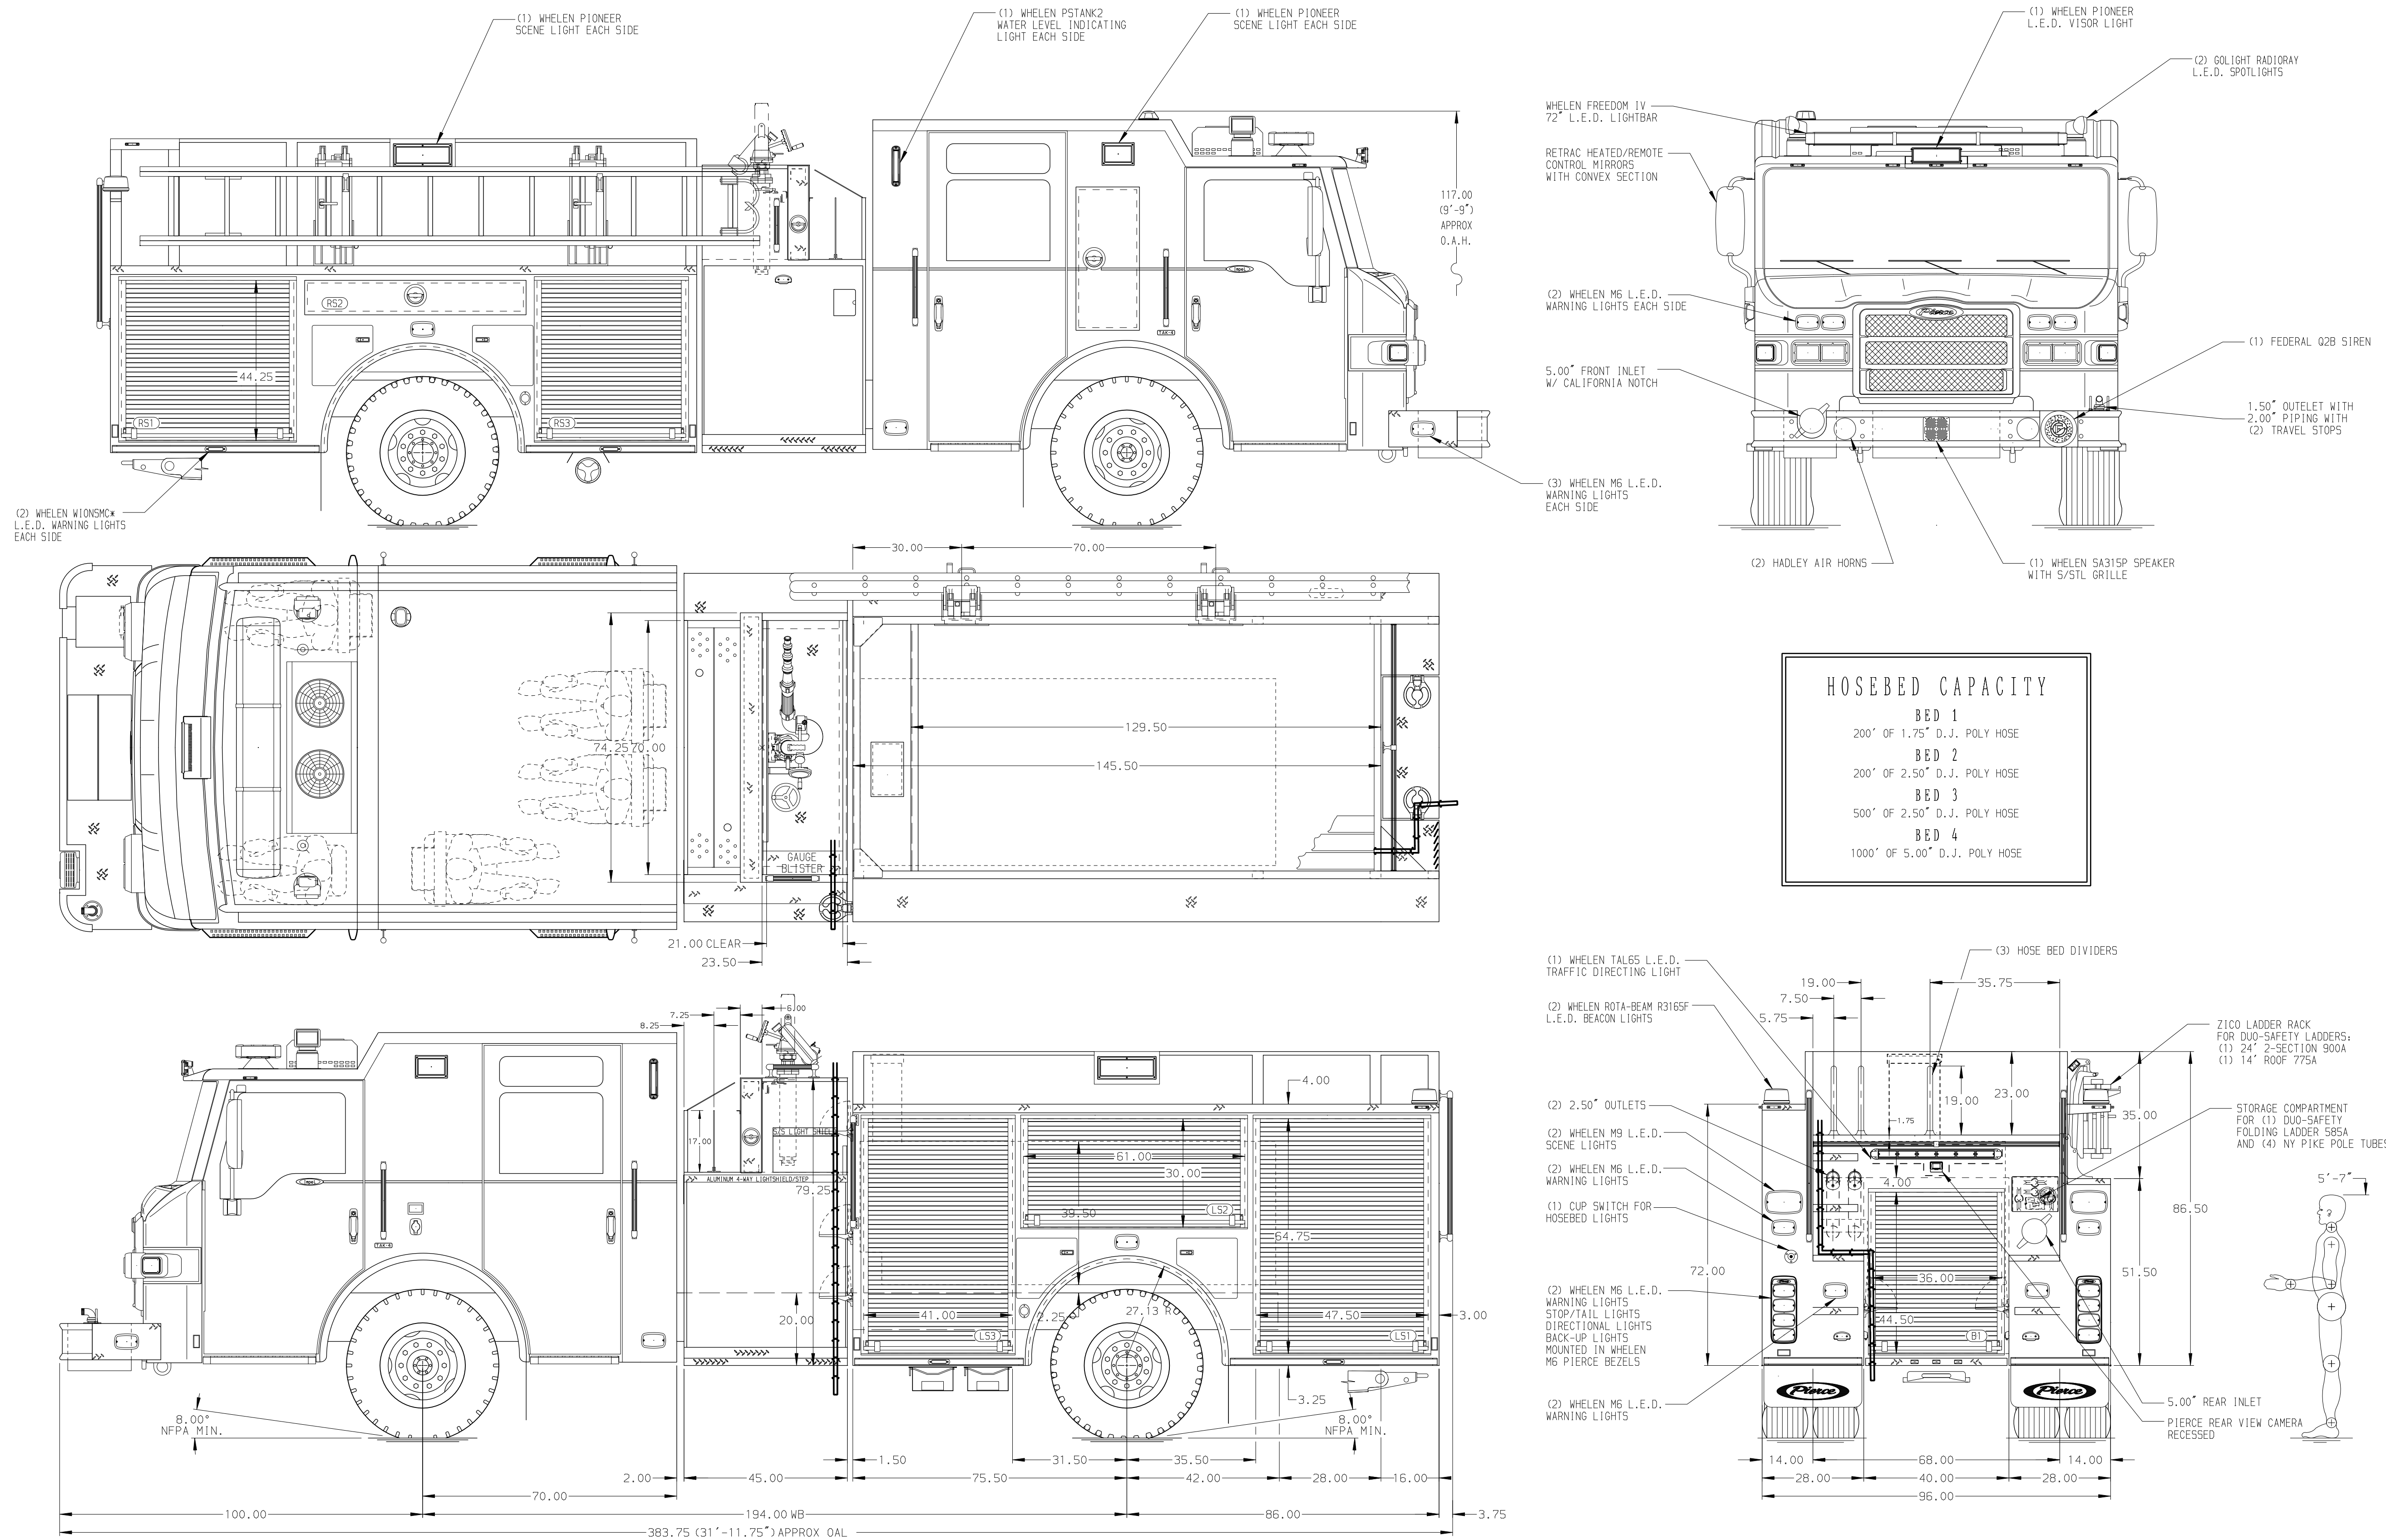 (1) WHELEN PIONEER
SCENE LIGHT EACH SIDE
(1) WHELEN PSTANK2
WATER LEVEL INDICATING
LIGHT EACH SIDE
(1) WHELEN PIONEER
SCENE LIGHT EACH SIDE
(1) WHELEN PIONEER
L.E.D. VISOR LIGHT
(2) GOLIGHT RADIORAY
L.E.D. SPOTLIGHTS
WHELEN FREEDOM IV
72" L.E.D. LIGHTBAR
RETRAC HEATED/REMOTE
CONTROL MIRRORS
WITH CONVEX SECTION
117.00
(9'-9")
APPROX
O.A.H.
(2) WHELEN M6 L.E.D.
WARNING LIGHTS EACH SIDE
5.00" FRONT INLET
W/ CALIFORNIA NOTCH
(3) WHELEN M6 L.E.D.
WARNING LIGHTS
EACH SIDE
Pierce
(1) FEDERAL Q2B SIREN
1.50" OUTELET WITH
2.00" PIPING WITH
(2) TRAVEL STOPS
(2) HADLEY AIR HORNS
(1) WHELEN SA315P SPEAKER
WITH S/STL GRILLE
RS2
44.25
RS1
RS3
Impel
TAK-4
(2) WHELEN WIONSMC*
L.E.D. WARNING LIGHTS
EACH SIDE
30.00
70.00
74.25
70.00
129.50
145.50
GAUGE
BLISTER
21.00 CLEAR
23.50
HOSEBED CAPACITY
BED 1
200' OF 1.75" D.J. POLY HOSE
BED 2
200' OF 2.50" D.J. POLY HOSE
BED 3
500' OF 2.50" D.J. POLY HOSE
BED 4
1000' OF 5.00" D.J. POLY HOSE
6.00
7.25
8.25
17.00
S/S LIGHT SHIELD
ALUMINUM 4-WAY LIGHTSHIELD/STEP
79.25
20.00
4.00
61.00
30.00
LS2
39.50
64.75
41.00
LS3
2.25
27.13 R
47.50
LS1
3.00
3.25
Impel
TAK-4
8.00°
NFPA MIN.
8.00°
NFPA MIN.
2.00
45.00
1.50
75.50
31.50
35.50
42.00
28.00
16.00
70.00
100.00
194.00 WB
86.00
3.75
383.75 (31'-11.75") APPROX OAL
(1) WHELEN TAL65 L.E.D.
TRAFFIC DIRECTING LIGHT
(2) WHELEN ROTA-BEAM R3165F
L.E.D. BEACON LIGHTS
(2) 2.50" OUTLETS
(2) WHELEN M9 L.E.D.
SCENE LIGHTS
(2) WHELEN M6 L.E.D.
WARNING LIGHTS
(1) CUP SWITCH FOR
HOSEBED LIGHTS
(2) WHELEN M6 L.E.D.
WARNING LIGHTS
STOP/TAIL LIGHTS
DIRECTIONAL LIGHTS
BACK-UP LIGHTS
MOUNTED IN WHELEN
M6 PIERCE BEZELS
(2) WHELEN M6 L.E.D.
WARNING LIGHTS
(3) HOSE BED DIVIDERS
19.00
35.75
7.50
5.75
1.75
19.00
23.00
35.00
4.00
72.00
36.00
44.50
B1
86.50
51.50
Pierce
Pierce
14.00
68.00
14.00
28.00
40.00
28.00
96.00
ZICO LADDER RACK
FOR DUO-SAFETY LADDERS:
(1) 24' 2-SECTION 900A
(1) 14' ROOF 775A
STORAGE COMPARTMENT
FOR (1) DUO-SAFETY
FOLDING LADDER 585A
AND (4) NY PIKE POLE TUBES
5'-7"
5.00" REAR INLET
PIERCE REAR VIEW CAMERA
RECESSED